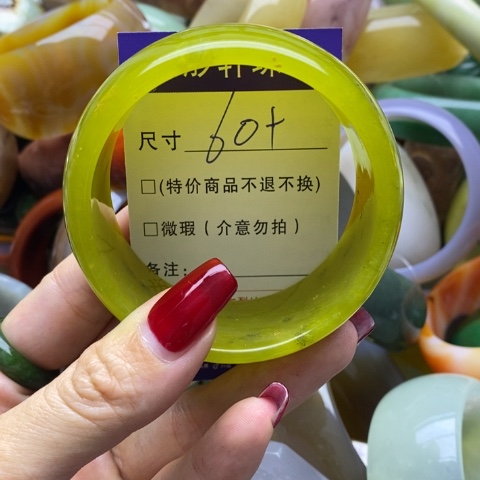 尺寸 60+
□(特价商品不退不换)
□微瑕(介意勿拍)
备注: